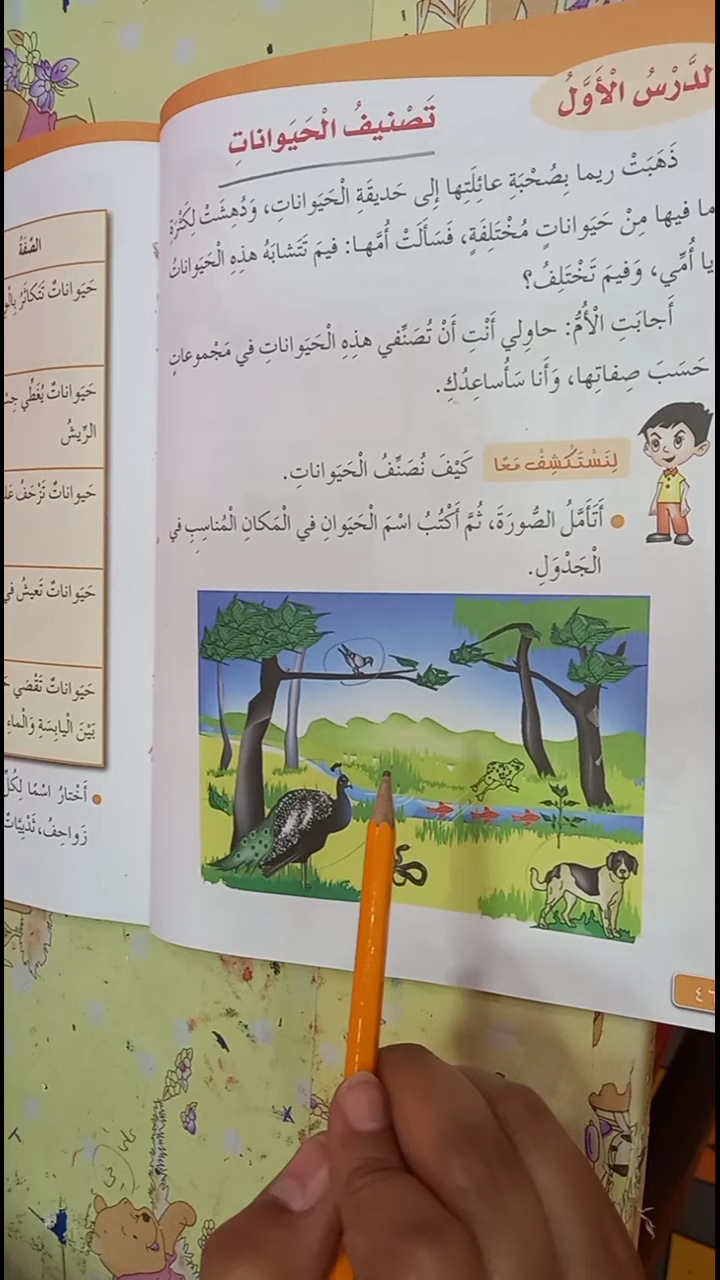 الدَّرْسُ الْأَوَّلُ
تَصْنيفُ الْحَيَواناتِ
ذَهَبَتْ ريما بِصُحْبَةِ عائِلَتِها إِلى حَديقَةِ الْحَيَواناتِ، وَدُهِشَتْ لِكَثْرَةِ
ما فيها مِنْ حَيَواناتٍ مُخْتَلِفَةٍ، فَسَأَلَتْ أُمَّها: فيمَ تَتَشابَهُ هذِهِ الْحَيَواناتُ
يا أُمّي، وَفيمَ تَخْتَلِفُ؟
أَجابَتِ الْأُمُّ: حاوِلي أَنْتِ أَنْ تُصَنِّفي هذِهِ الْحَيَواناتِ في مَجْموعاتٍ
حَسَبَ صِفاتِها، وَأَنا سَأُساعِدُكِ.
لِنَسْتَكْشِفْ مَعًا كَيْفَ نُصَنِّفُ الْحَيَواناتِ.
• أَتَأَمَّلُ الصّورَةَ، ثُمَّ أَكْتُبُ اسْمَ الْحَيَوانِ في الْمَكانِ الْمُناسِبِ في
الْجَدْوَلِ.
الصِّفَةُ
حَيَواناتٌ تَتَكاثَرُ
حَيَواناتٌ يُغَطّي
الرّيشُ
حَيَواناتٌ تَزْحَفُ
حَيَواناتٌ تَعيشُ في
حَيَواناتٌ تَقْضي
بَيْنَ الْيابِسَةِ وَالْماءِ
• أَخْتارُ اسْمًا لِكُلِّ
زَواحِفُ، ثَدْيِيّاتٌ